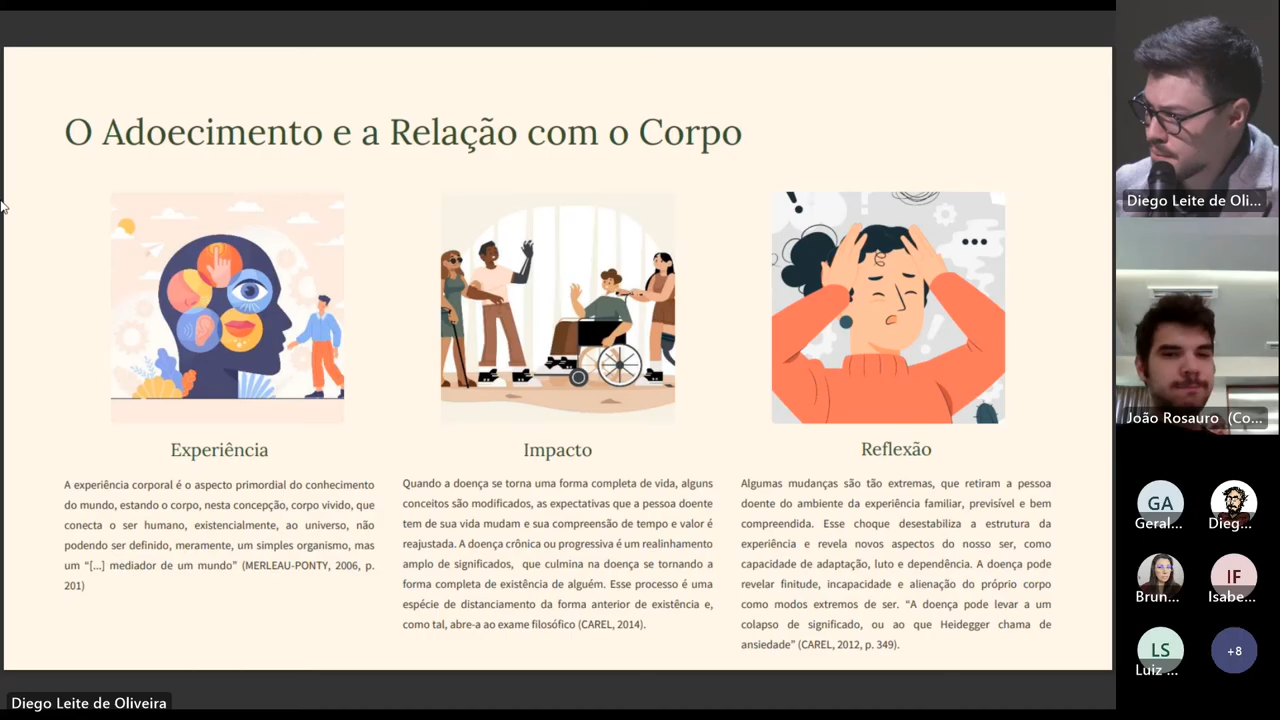 O Adoecimento e a Relação com o Corpo
Experiência
A experiência corporal é o aspecto primordial do conhecimento
do mundo, estando o corpo, nesta concepção, corpo vivido, que
conecta o ser humano, existencialmente, ao universo, não
podendo ser definido, meramente, um simples organismo, mas
um “[...] mediador de um mundo” (MERLEAU-PONTY, 2006, p.
201)
Impacto
Quando a doença se torna uma forma completa de vida, alguns
conceitos são modificados, as expectativas que a pessoa doente
tem de sua vida mudam e sua compreensão de tempo e valor é
reajustada. A doença crônica ou progressiva é um realinhamento
amplo de significados, que culmina na doença se tornando a
forma completa de existência de alguém. Esse processo é uma
espécie de distanciamento da forma anterior de existência e,
como tal, abre-a ao exame filosófico (CAREL, 2014).
Reflexão
Algumas mudanças são tão extremas, que retiram a pessoa
doente do ambiente da experiência familiar, previsível e bem
compreendida. Esse choque desestabiliza a estrutura da
experiência e revela novos aspectos do nosso ser, como
capacidade de adaptação, luto e dependência. A doença pode
revelar finitude, incapacidade e alienação do próprio corpo
como modos extremos de ser. “A doença pode levar a um
colapso de significado, ou ao que Heidegger chama de
ansiedade” (CAREL, 2012, p. 349).
Diego Leite de Oliveira
Diego Leite de Oli...
João Rosauro (Co...
GA
Geral...
Dieg...
Brun...
IF
Isabe...
LS
Luiz ...
+8